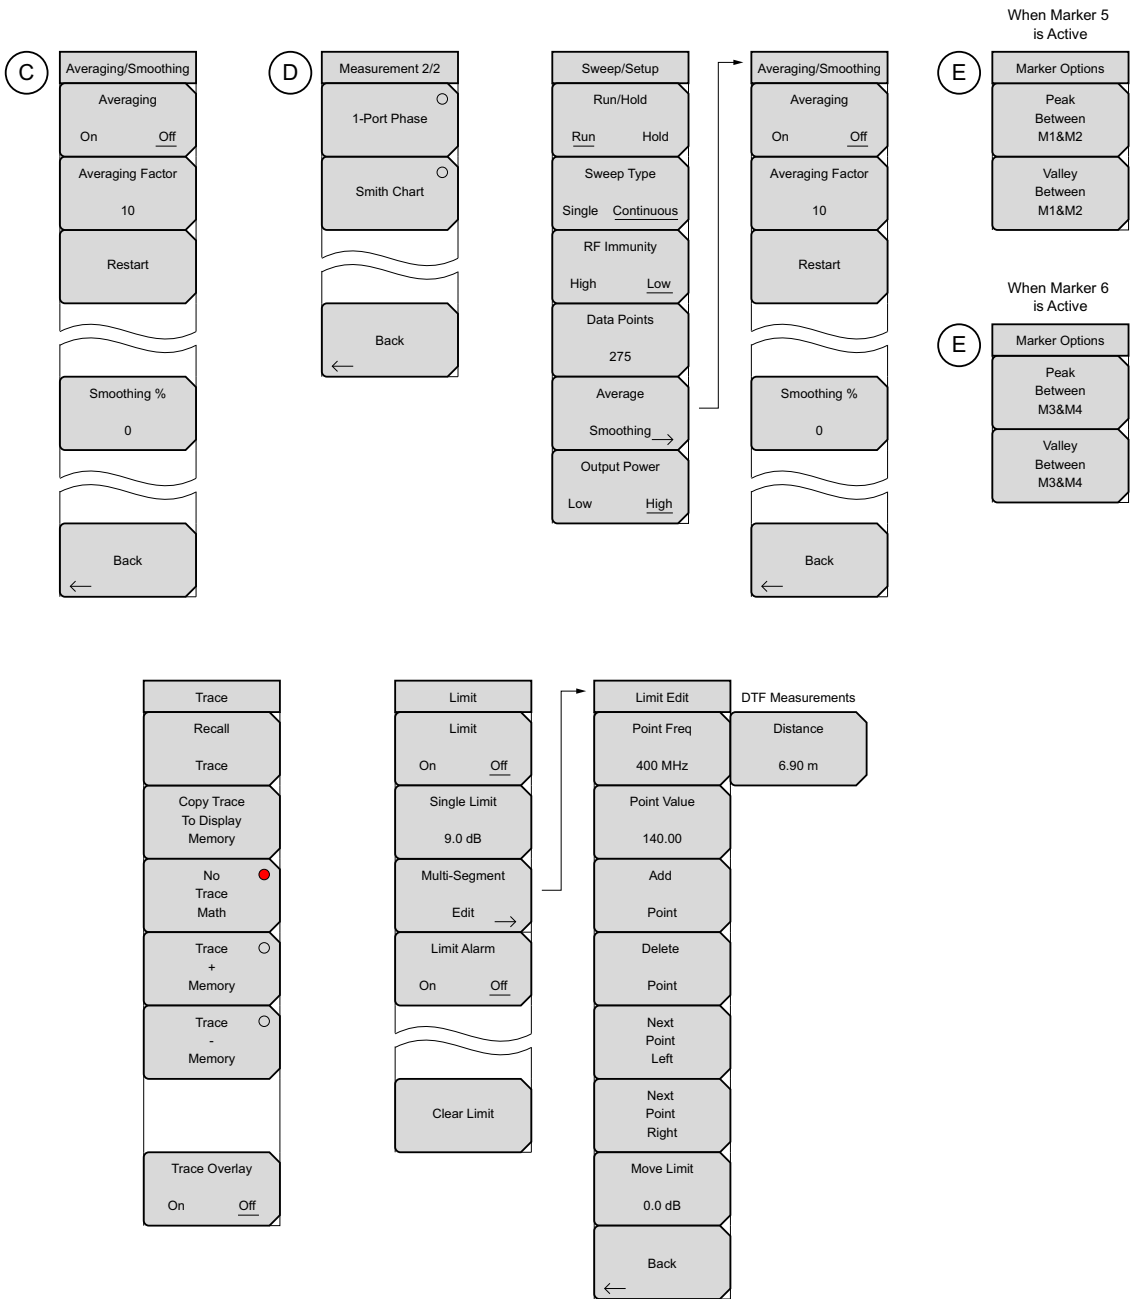 When Marker 5
is Active
C
Averaging/Smoothing
Averaging
On Off
Averaging Factor
10
Restart
Smoothing %
0
Back
D
Measurement 2/2
1-Port Phase
Smith Chart
Back
Sweep/Setup
Run/Hold
Run Hold
Sweep Type
Single Continuous
RF Immunity
High Low
Data Points
275
Average
Smoothing
Output Power
Low High
Averaging/Smoothing
Averaging
On Off
Averaging Factor
10
Restart
Smoothing %
0
Back
E
Marker Options
Peak
Between
M1&M2
Valley
Between
M1&M2
When Marker 6
is Active
E
Marker Options
Peak
Between
M3&M4
Valley
Between
M3&M4
Trace
Recall
Trace
Copy Trace
To Display
Memory
No
Trace
Math
Trace
+
Memory
Trace
-
Memory
Trace Overlay
On Off
Limit
Limit
On Off
Single Limit
9.0 dB
Multi-Segment
Edit
Limit Alarm
On Off
Clear Limit
Limit Edit
Point Freq
400 MHz
Point Value
140.00
Add
Point
Delete
Point
Next
Point
Left
Next
Point
Right
Move Limit
0.0 dB
Back
DTF Measurements
Distance
6.90 m